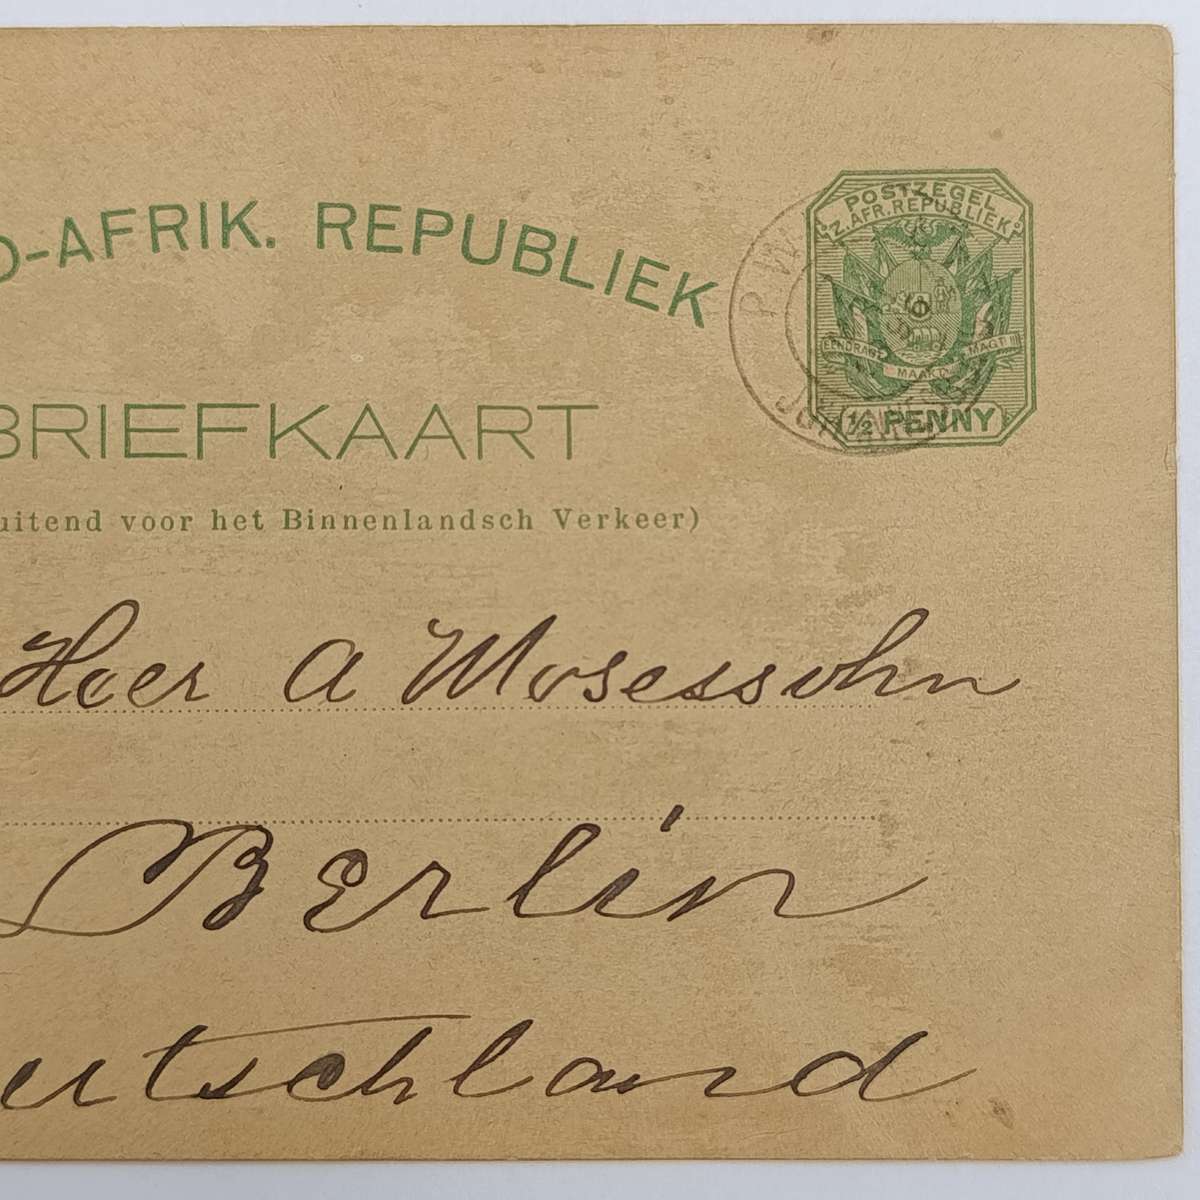 D-AFRIK. REPUBLIEK
POSTZEGEL
Z. AFR. REPUBLIEK
EENDRAGT MAAKT MAGT
½ PENNY
BRIEFKAART
uitend voor het Binnenlandsch Verkeer)
Heer A Mosessohn
Berlin
eutschland